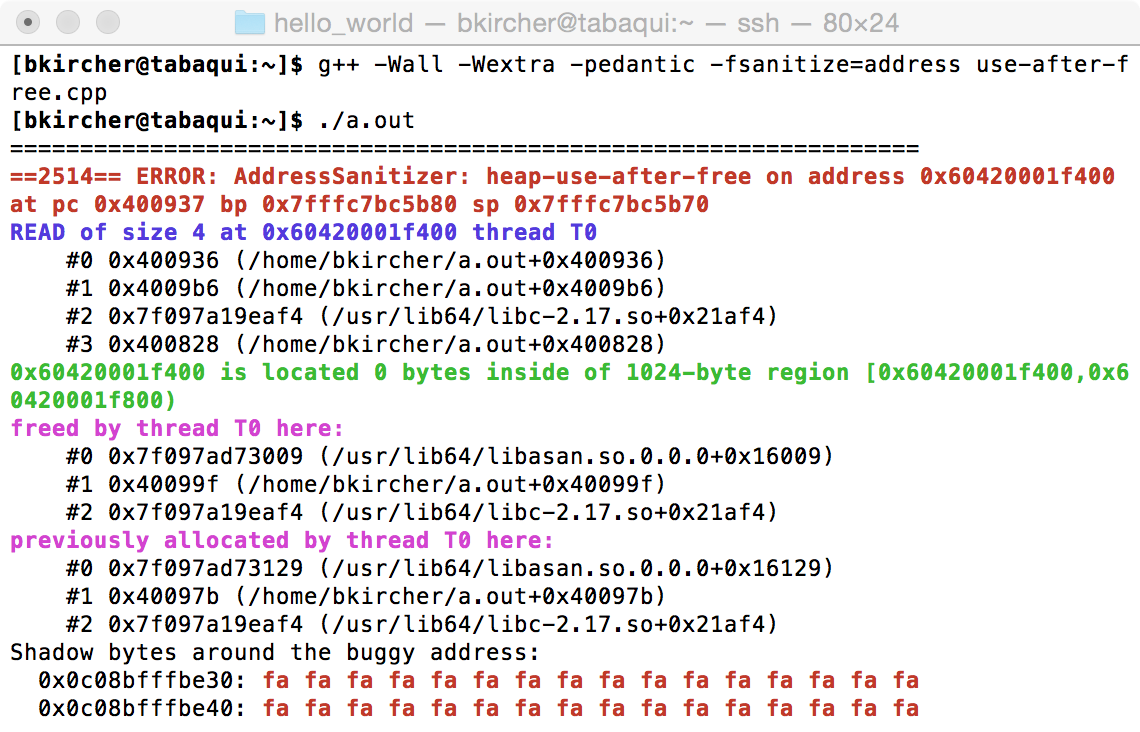 hello_world — bkircher@tabaqui:~ — ssh — 80×24
[bkircher@tabaqui:~]$ g++ -Wall -Wextra -pedantic -fsanitize=address use-after-f
ree.cpp
[bkircher@tabaqui:~]$ ./a.out
=================================================================
==2514== ERROR: AddressSanitizer: heap-use-after-free on address 0x60420001f400
at pc 0x400937 bp 0x7fffc7bc5b80 sp 0x7fffc7bc5b70
READ of size 4 at 0x60420001f400 thread T0
    #0 0x400936 (/home/bkircher/a.out+0x400936)
    #1 0x4009b6 (/home/bkircher/a.out+0x4009b6)
    #2 0x7f097a19eaf4 (/usr/lib64/libc-2.17.so+0x21af4)
    #3 0x400828 (/home/bkircher/a.out+0x400828)
0x60420001f400 is located 0 bytes inside of 1024-byte region [0x60420001f400,0x6
0420001f800)
freed by thread T0 here:
    #0 0x7f097ad73009 (/usr/lib64/libasan.so.0.0.0+0x16009)
    #1 0x40099f (/home/bkircher/a.out+0x40099f)
    #2 0x7f097a19eaf4 (/usr/lib64/libc-2.17.so+0x21af4)
previously allocated by thread T0 here:
    #0 0x7f097ad73129 (/usr/lib64/libasan.so.0.0.0+0x16129)
    #1 0x40097b (/home/bkircher/a.out+0x40097b)
    #2 0x7f097a19eaf4 (/usr/lib64/libc-2.17.so+0x21af4)
Shadow bytes around the buggy address:
  0x0c08bfffbe30: fa fa fa fa fa fa fa fa fa fa fa fa fa fa fa fa
  0x0c08bfffbe40: fa fa fa fa fa fa fa fa fa fa fa fa fa fa fa fa